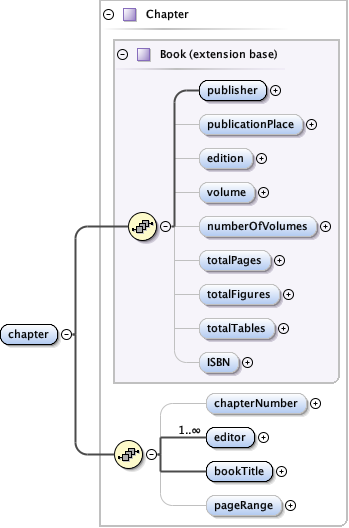 Chapter
Book (extension base)
publisher
publicationPlace
edition
volume
numberOfVolumes
totalPages
totalFigures
totalTables
ISBN
chapter
chapterNumber
1..∞
editor
bookTitle
pageRange